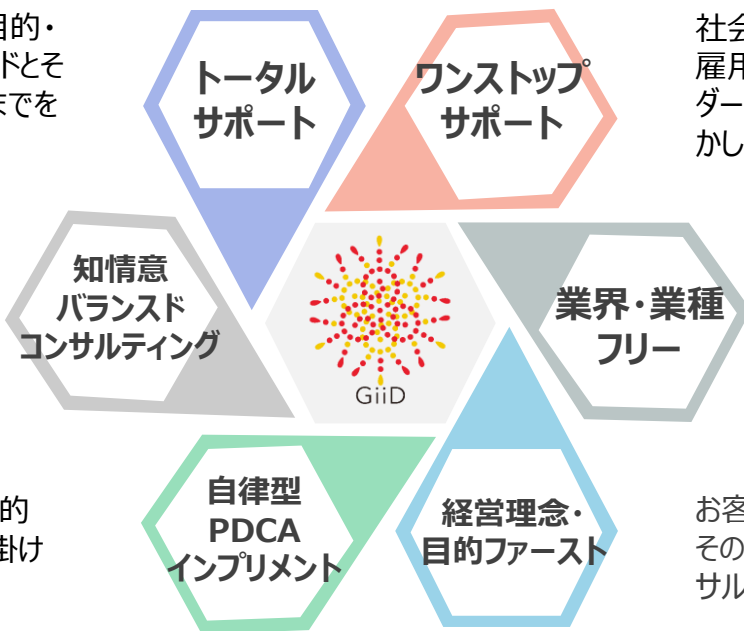 目的・
ドとそ
までを
トータル
サポート
ワンストップ
サポート
社会
雇用
ダー
かし
知情意
バランスド
コンサルティング
GiiD
業界・業種
フリー
的
掛け
自律型
PDCA
インプリメント
経営理念・
目的ファースト
お客
その
サル